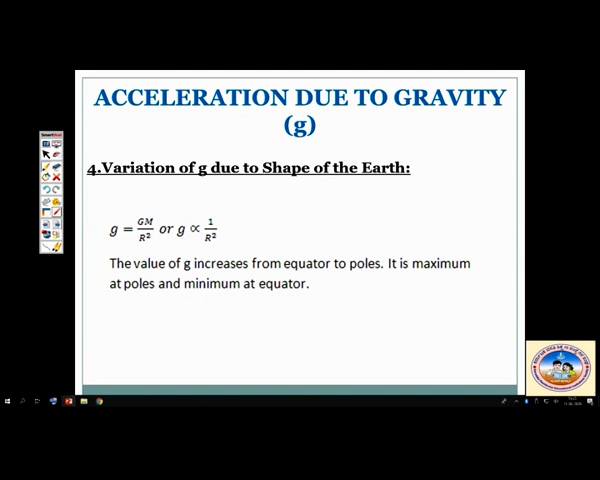 ACCELERATION DUE TO GRAVITY
(g)
4.Variation of g due to Shape of the Earth:
g = GM/R² or g ∝ 1/R²
The value of g increases from equator to poles. It is maximum
at poles and minimum at equator.